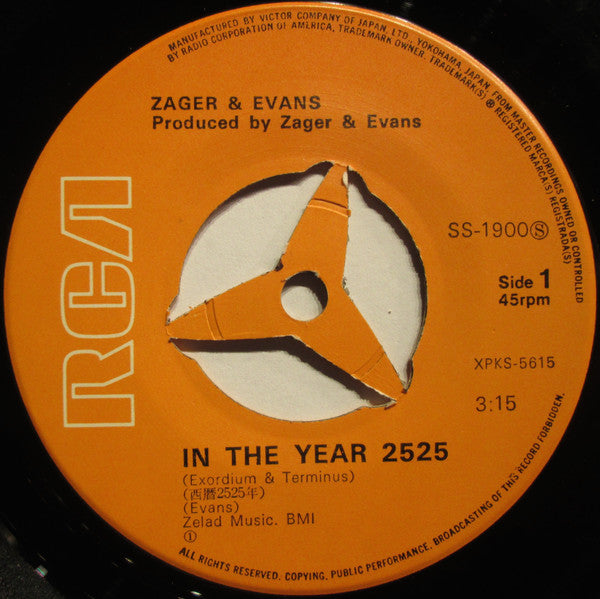 MANUFACTURED BY VICTOR COMPANY OF JAPAN, LTD., YOKOHAMA, JAPAN, FROM MASTER RECORDINGS OWNED OR CONTROLLED
BY RADIO CORPORATION OF AMERICA, TRADEMARK OWNER. TRADEMARK(S) ® REGISTERED MARCA(S) REGISTRADA(S)
ZAGER & EVANS
Produced by Zager & Evans
RCA
SS-1900Ⓢ
Side 1
45rpm
XPKS-5615
3:15
IN THE YEAR 2525
(Exordium & Terminus)
(西暦2525年)
(Evans)
Zelad Music. BMI
①
ALL RIGHTS RESERVED. COPYING, PUBLIC PERFORMANCE, BROADCASTING OF THIS RECORD FORBIDDEN.